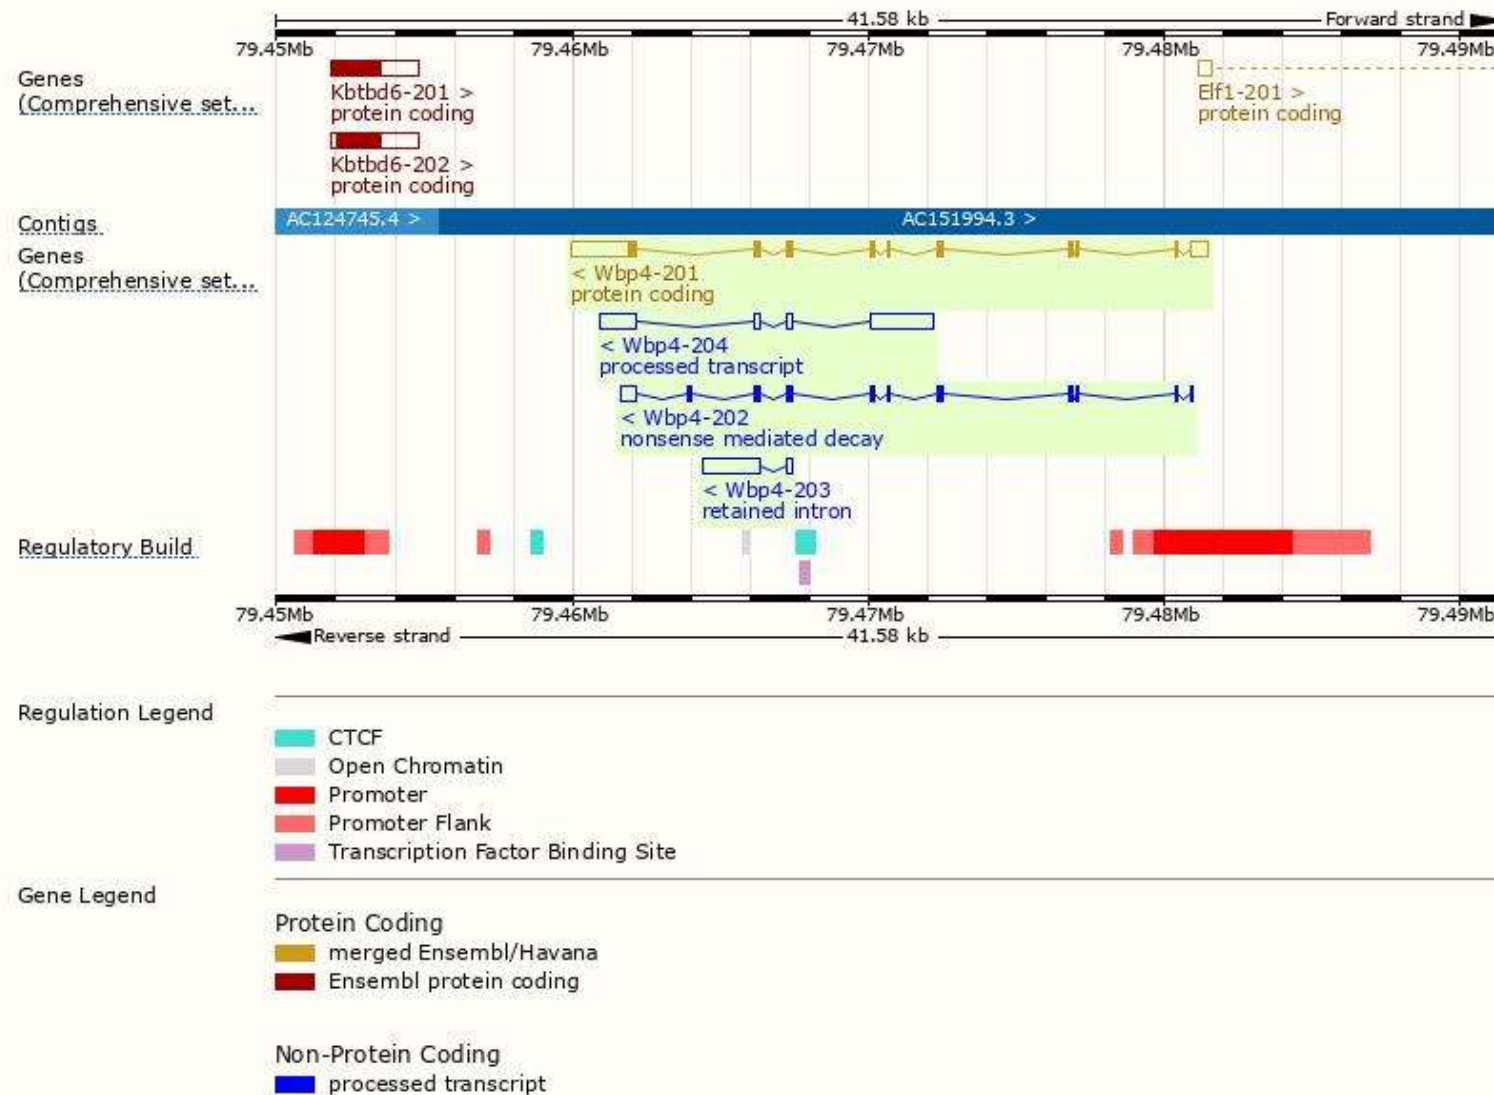 41.58 kb Forward strand
79.45Mb 79.46Mb 79.47Mb 79.48Mb 79.49Mb
Genes
(Comprehensive set...
Kbtbd6-201 >
protein coding
Elf1-201 >
protein coding
Kbtbd6-202 >
protein coding
Contigs
AC124745.4 > AC151994.3 >
Genes
(Comprehensive set...
< Wbp4-201
protein coding
< Wbp4-204
processed transcript
< Wbp4-202
nonsense mediated decay
< Wbp4-203
retained intron
Regulatory Build
79.45Mb 79.46Mb 79.47Mb 79.48Mb 79.49Mb
Reverse strand 41.58 kb
Regulation Legend
CTCF
Open Chromatin
Promoter
Promoter Flank
Transcription Factor Binding Site
Gene Legend
Protein Coding
merged Ensembl/Havana
Ensembl protein coding
Non-Protein Coding
processed transcript